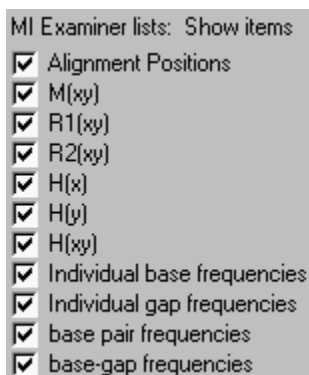 MI Examiner lists: Show items
Alignment Positions
M(xy)
R1(xy)
R2(xy)
H(x)
H(y)
H(xy)
Individual base frequencies
Individual gap frequencies
base pair frequencies
base-gap frequencies